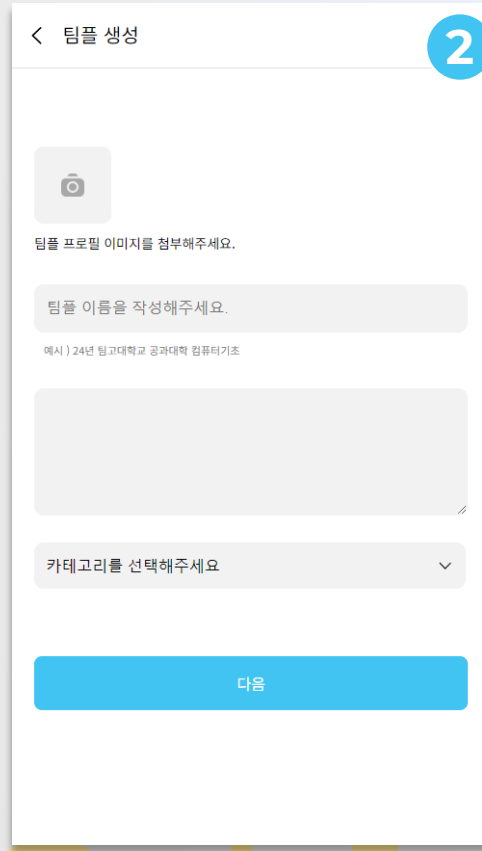 팀플 생성
2
팀플 프로필 이미지를 첨부해주세요.
팀플 이름을 작성해주세요.
예시 ) 24년 팀고대학교 공과대학 컴퓨터기초
카테고리를 선택해주세요
다음